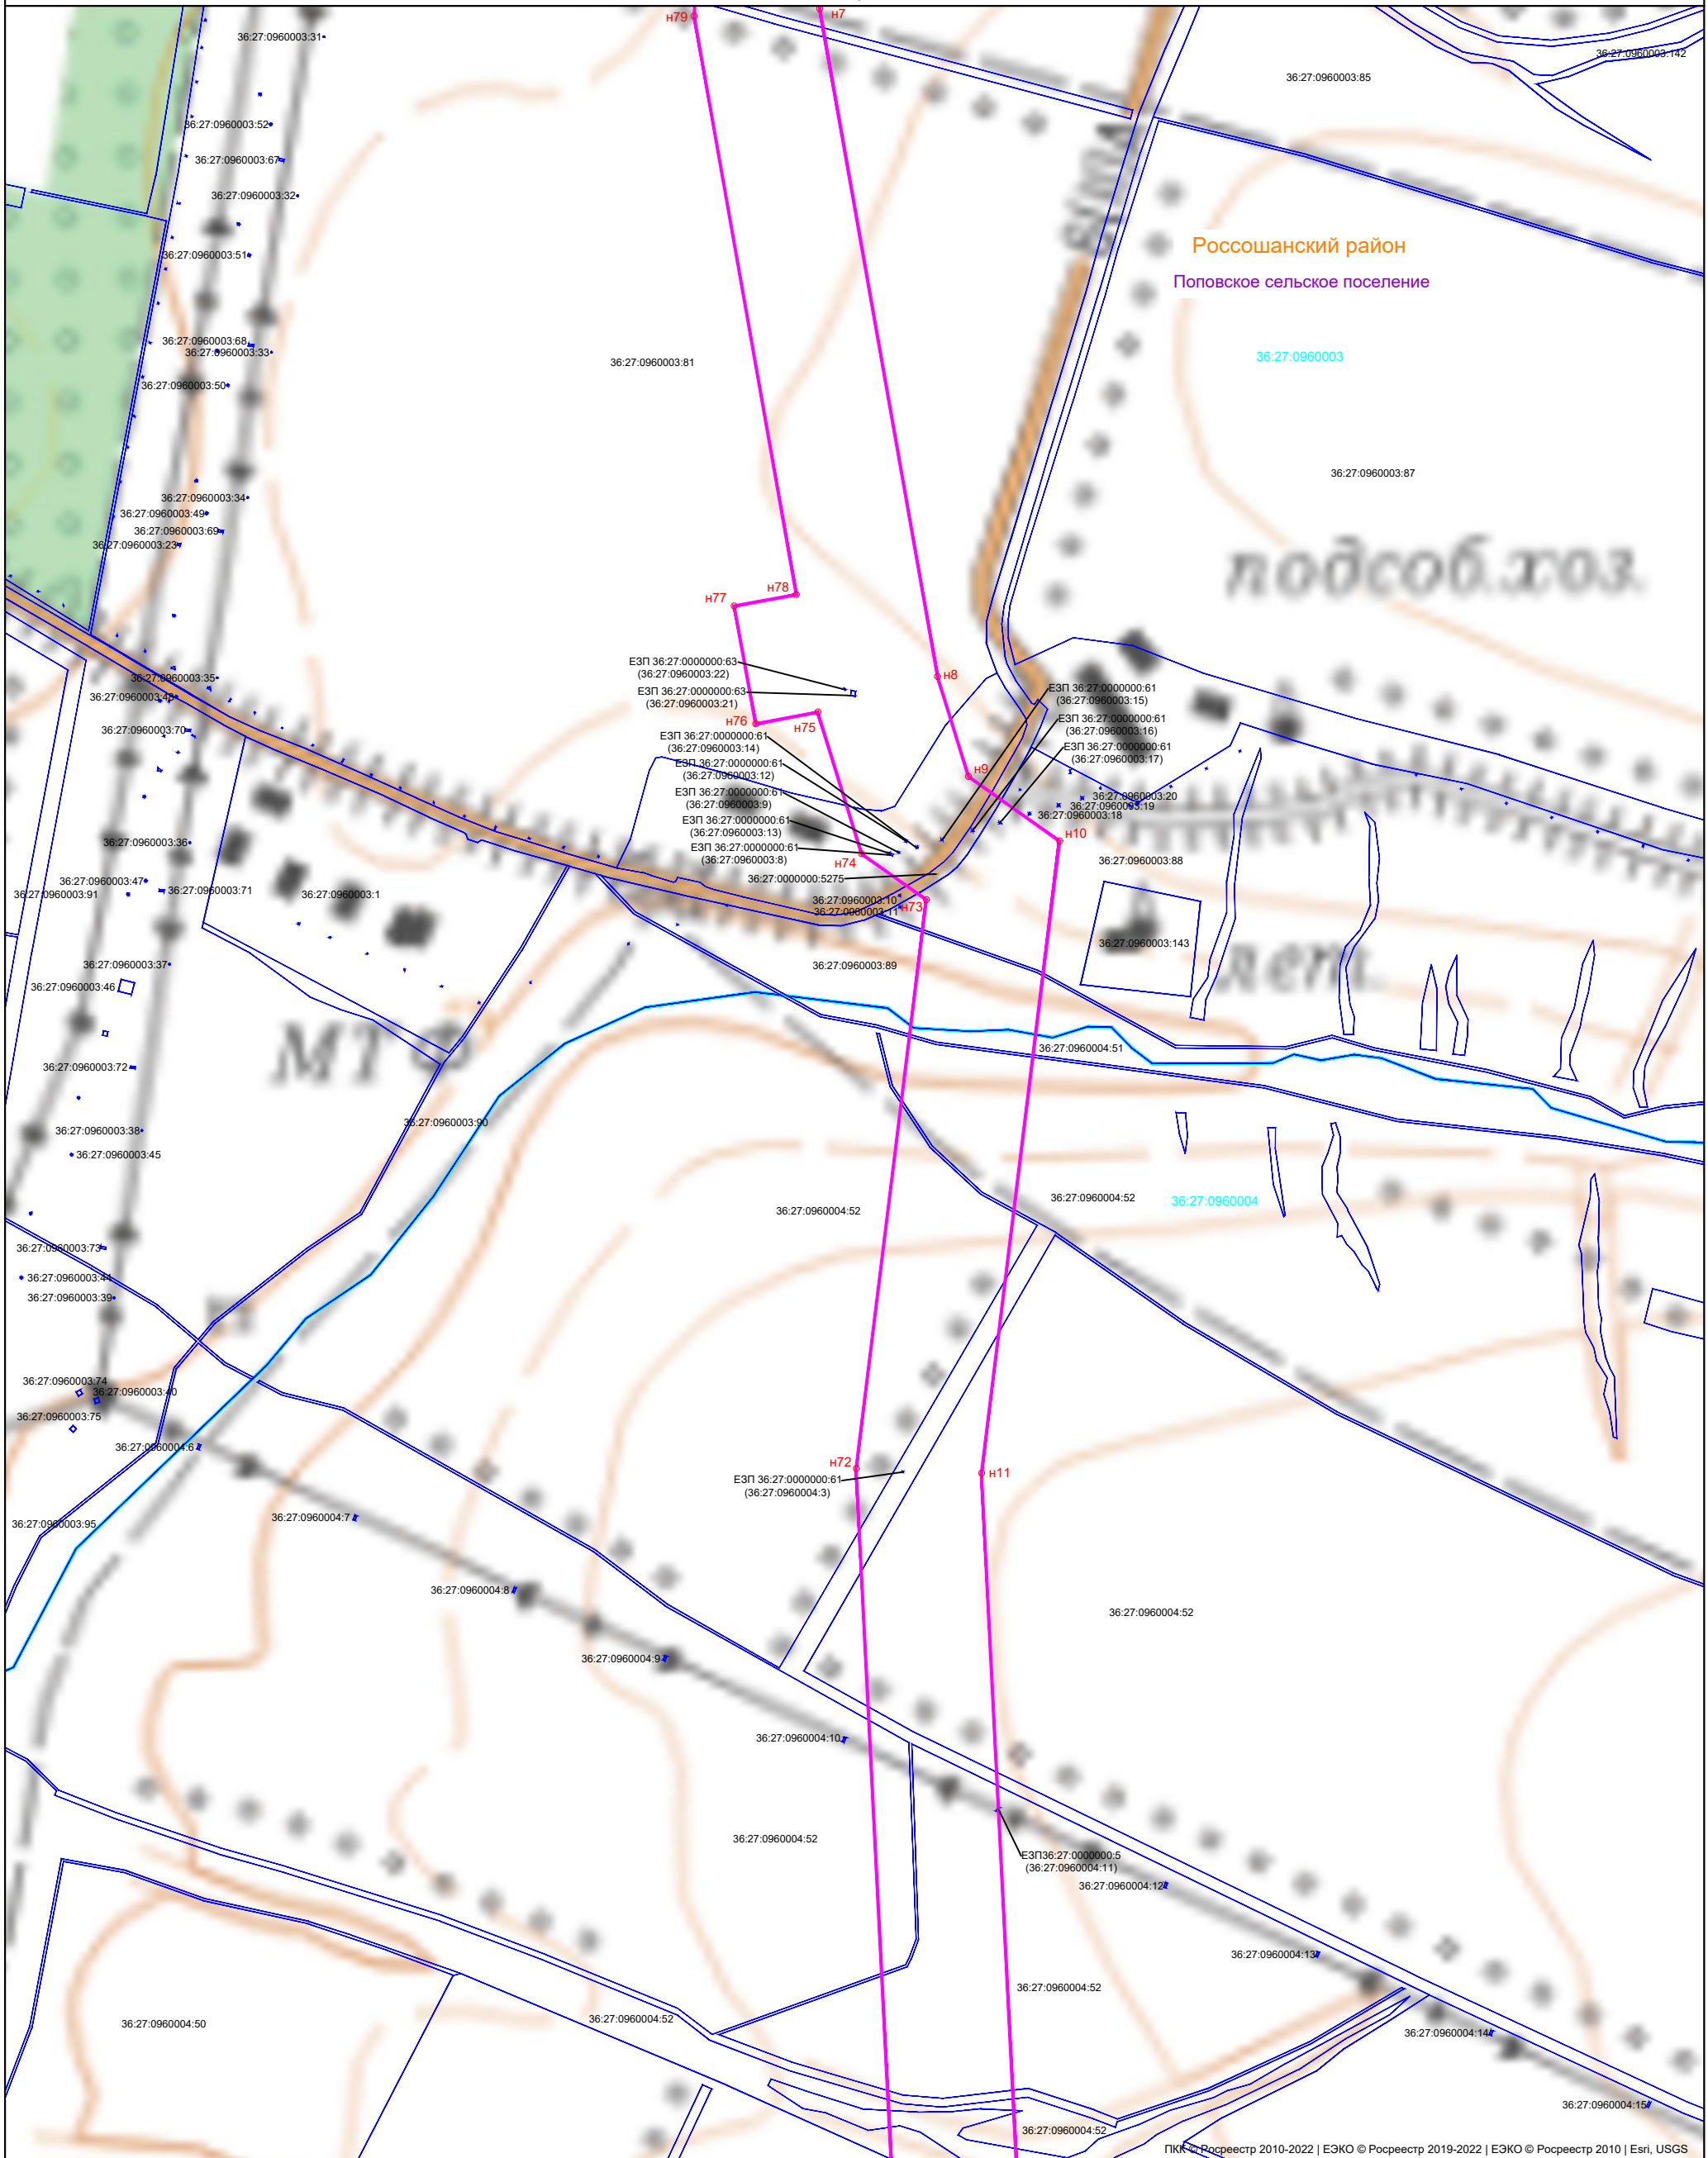 н79
н7
36:27:0960003:31
36:27:0960003:142
36:27:0960003:85
36:27:0960003:52
36:27:0960003:67
36:27:0960003:32
36:27:0960003:51
Россошанский район
Поповское сельское поселение
36:27:0960003:68
36:27:0960003:33
36:27:0960003
36:27:0960003:81
36:27:0960003:50
36:27:0960003:87
36:27:0960003:34
36:27:0960003:49
36:27:0960003:69
36:27:0960003:23
подсоб.хоз.
н78
н77
ЕЗП 36:27:0000000:63
(36:27:0960003:22)
36:27:0960003:35
н8
ЕЗП 36:27:0000000:63
(36:27:0960003:21)
36:27:0960003:48
ЕЗП 36:27:0000000:61
(36:27:0960003:15)
н76
н75
ЕЗП 36:27:0000000:61
(36:27:0960003:16)
36:27:0960003:70
ЕЗП 36:27:0000000:61
(36:27:0960003:14)
ЕЗП 36:27:0000000:61
(36:27:0960003:17)
ЕЗП 36:27:0000000:61
(36:27:0960003:12)
н9
ЕЗП 36:27:0000000:61
(36:27:0960003:9)
36:27:0960003:20
36:27:0960003:19
36:27:0960003:18
ЕЗП 36:27:0000000:61
(36:27:0960003:13)
н10
36:27:0960003:36
ЕЗП 36:27:0000000:61
(36:27:0960003:8)
н74
36:27:0960003:88
36:27:0000000:5275
36:27:0960003:47
36:27:0960003:71
36:27:0960003:91
36:27:0960003:1
36:27:0960003:10
н73
36:27:0960003:11
36:27:0960003:143
лет.
36:27:0960003:37
36:27:0960003:89
36:27:0960003:46
МТФ
36:27:0960004:51
36:27:0960003:72
36:27:0960003:90
36:27:0960003:38
36:27:0960003:45
36:27:0960004:52
36:27:0960004
36:27:0960004:52
36:27:0960003:73
36:27:0960003:44
36:27:0960003:39
36:27:0960003:74
36:27:0960003:40
36:27:0960003:75
36:27:0960004:6
н72
н11
ЕЗП 36:27:0000000:61
(36:27:0960004:3)
36:27:0960003:95
36:27:0960004:7
36:27:0960004:8
36:27:0960004:52
36:27:0960004:9
36:27:0960004:10
36:27:0960004:52
ЕЗП36:27:0000000:5
(36:27:0960004:11)
36:27:0960004:12
36:27:0960004:13
36:27:0960004:52
36:27:0960004:52
36:27:0960004:50
36:27:0960004:14
36:27:0960004:15
36:27:0960004:52
ПКК © Росреестр 2010-2022 | ЕЭКО © Росреестр 2019-2022 | ЕЭКО © Росреестр 2010 | Esri, USGS